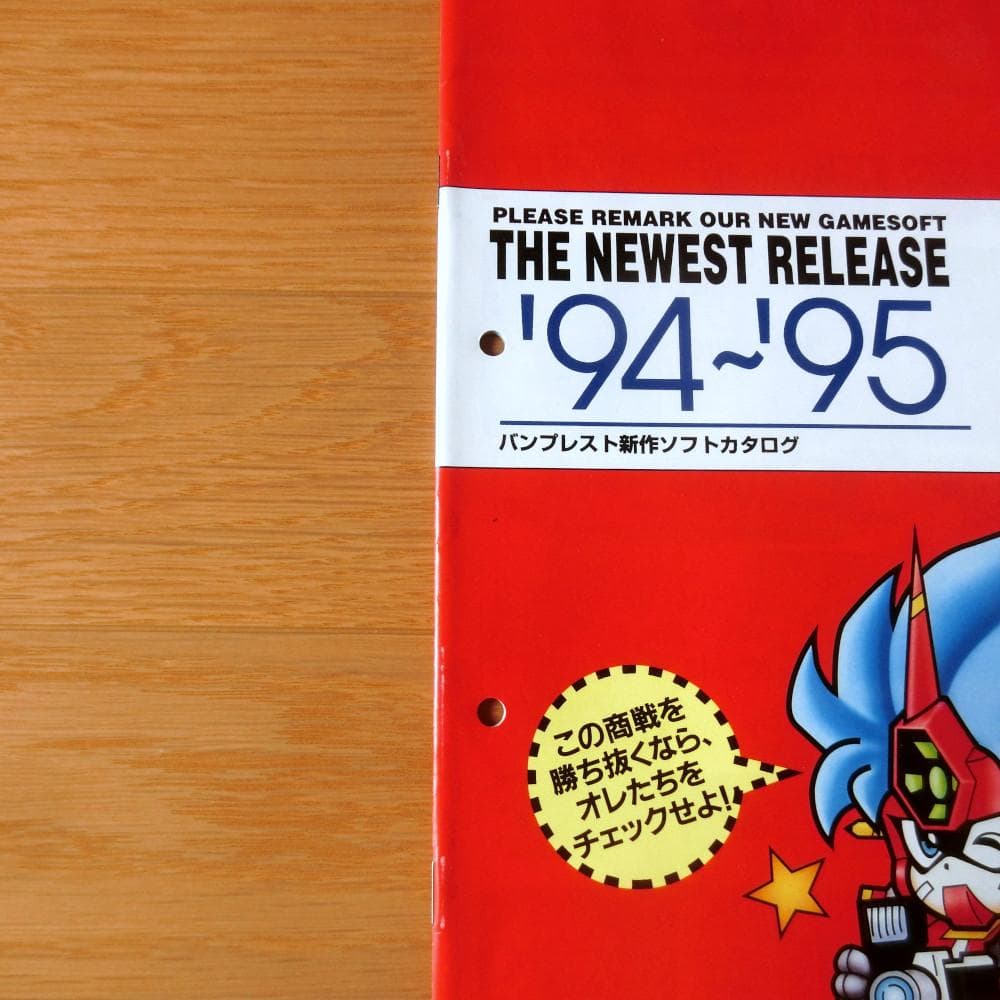 PLEASE REMARK OUR NEW GAMESOFT
THE NEWEST RELEASE
'94~'95
バンプレスト新作ソフトカタログ
この商戦を
勝ち抜くなら、
オレたちを
チェックせよ!!